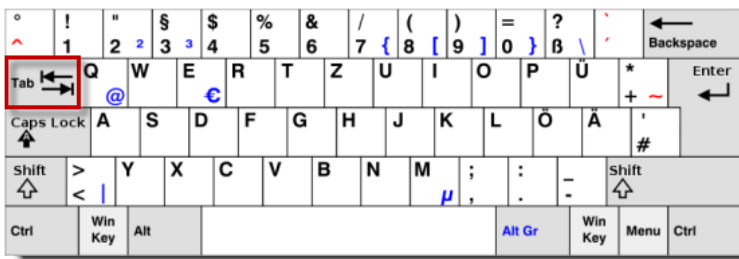 ° ! " § $ % & / ( ) = ? `
^ 1 2 ² 3 ³ 4 5 6 7 { 8 [ 9 ] 0 } ß \ ´ Backspace
Tab Q @ W E € R T Z U I O P Ü * + ~ Enter
Caps Lock A S D F G H J K L Ö Ä ' #
Shift > < | Y X C V B N M µ ; , : . _ - Shift
Ctrl Win Key Alt Alt Gr Win Key Menu Ctrl